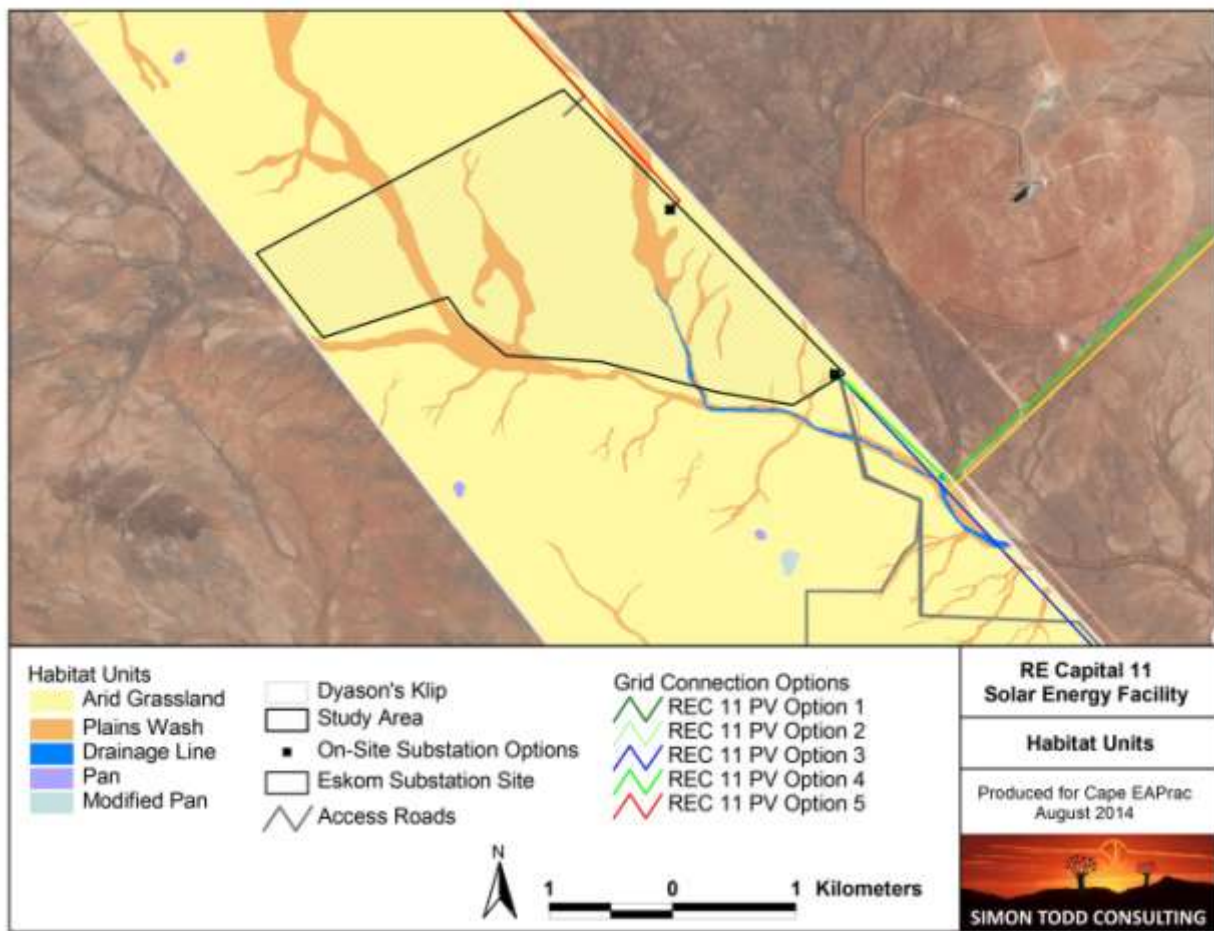 Habitat Units
Arid Grassland
Plains Wash
Drainage Line
Pan
Modified Pan
Dyason's Klip
Study Area
On-Site Substation Options
Eskom Substation Site
Access Roads
Grid Connection Options
REC 11 PV Option 1
REC 11 PV Option 2
REC 11 PV Option 3
REC 11 PV Option 4
REC 11 PV Option 5
N
1 0 1 Kilometers
RE Capital 11
Solar Energy Facility
Habitat Units
Produced for Cape EAPrac
August 2014
SIMON TODD CONSULTING